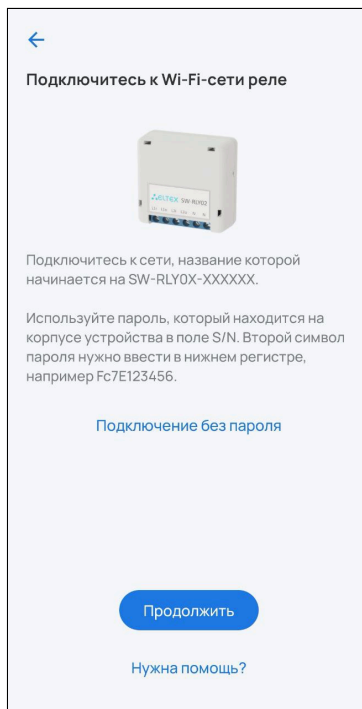 Подключитесь к Wi-Fi-сети реле
ELTEX SW-RLY02
Подключитесь к сети, название которой
начинается на SW-RLY0X-XXXXXX.
Используйте пароль, который находится на
корпусе устройства в поле S/N. Второй символ
пароля нужно ввести в нижнем регистре,
например Fc7E123456.
Подключение без пароля
Продолжить
Нужна помощь?